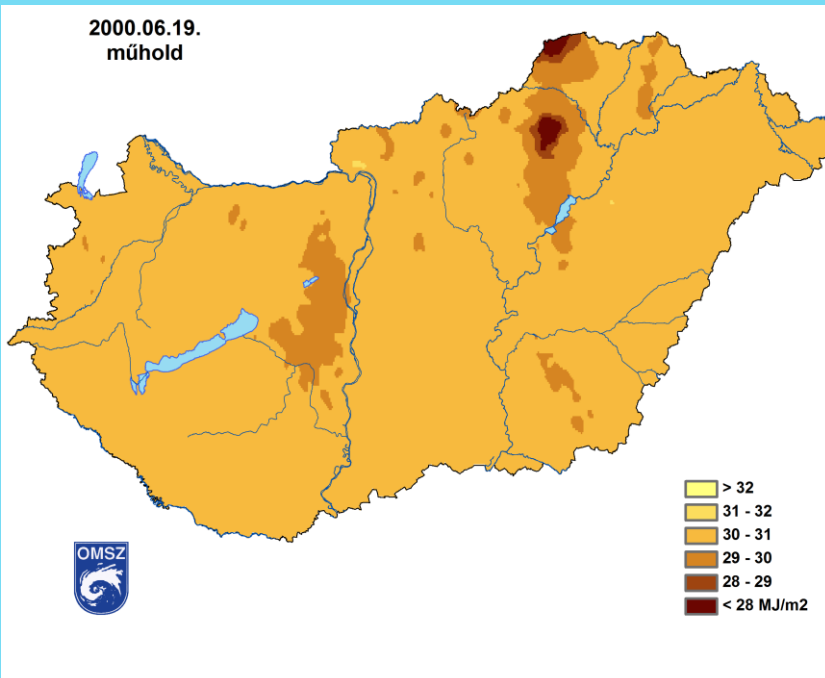 2000.06.19.
műhold
> 32
31 - 32
30 - 31
29 - 30
28 - 29
< 28 MJ/m2
OMSZ